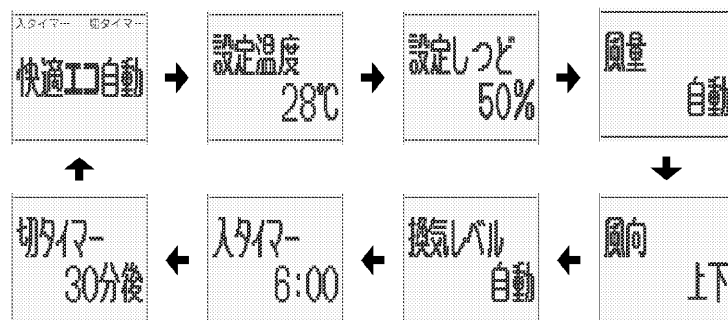 入タイマー 切タイマー
快適エコ自動
設定温度
28℃
設定しつど
50%
風量
自動
風向
上下
換気レベル
自動
入タイマー
6:00
切タイマー
30分後